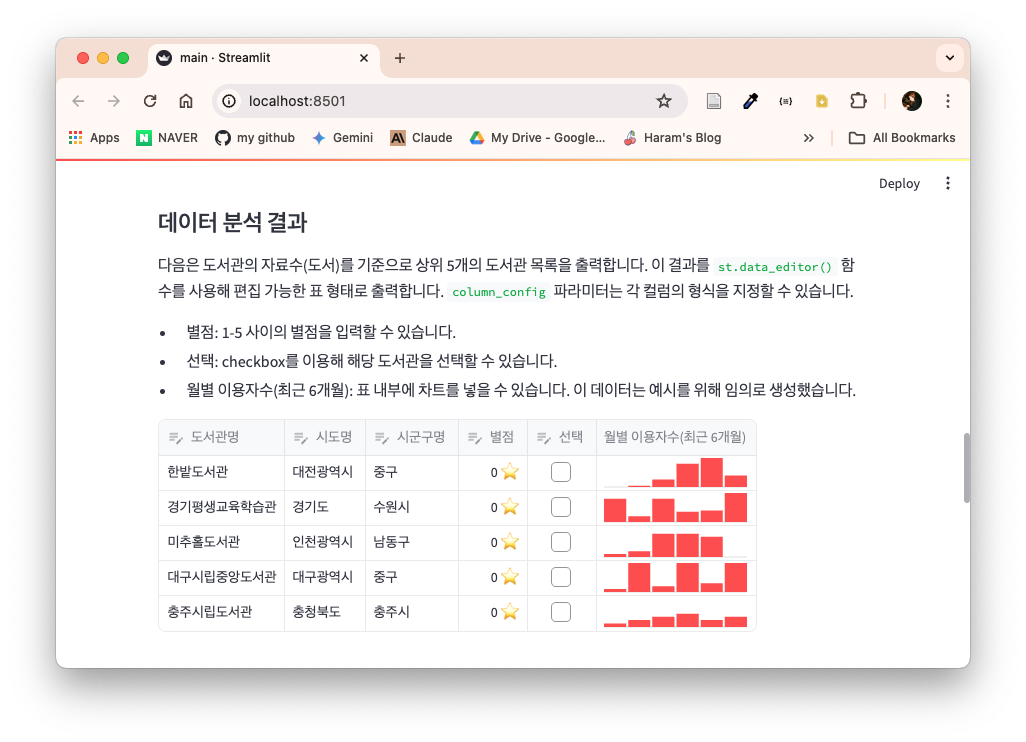 main · Streamlit
localhost:8501
Apps NAVER my github Gemini Claude My Drive - Google... Haram's Blog All Bookmarks
Deploy
데이터 분석 결과
다음은 도서관의 자료수(도서)를 기준으로 상위 5개의 도서관 목록을 출력합니다. 이 결과를 st.data_editor() 함
수를 사용해 편집 가능한 표 형태로 출력합니다. column_config 파라미터는 각 컬럼의 형식을 지정할 수 있습니다.
• 별점: 1-5 사이의 별점을 입력할 수 있습니다.
• 선택: checkbox를 이용해 해당 도서관을 선택할 수 있습니다.
• 월별 이용자수(최근 6개월): 표 내부에 차트를 넣을 수 있습니다. 이 데이터는 예시를 위해 임의로 생성했습니다.
도서관명 시도명 시군구명 별점 선택 월별 이용자수(최근 6개월)
한밭도서관 대전광역시 중구 0 ⭐
경기평생교육학습관 경기도 수원시 0 ⭐
미추홀도서관 인천광역시 남동구 0 ⭐
대구시립중앙도서관 대구광역시 중구 0 ⭐
충주시립도서관 충청북도 충주시 0 ⭐